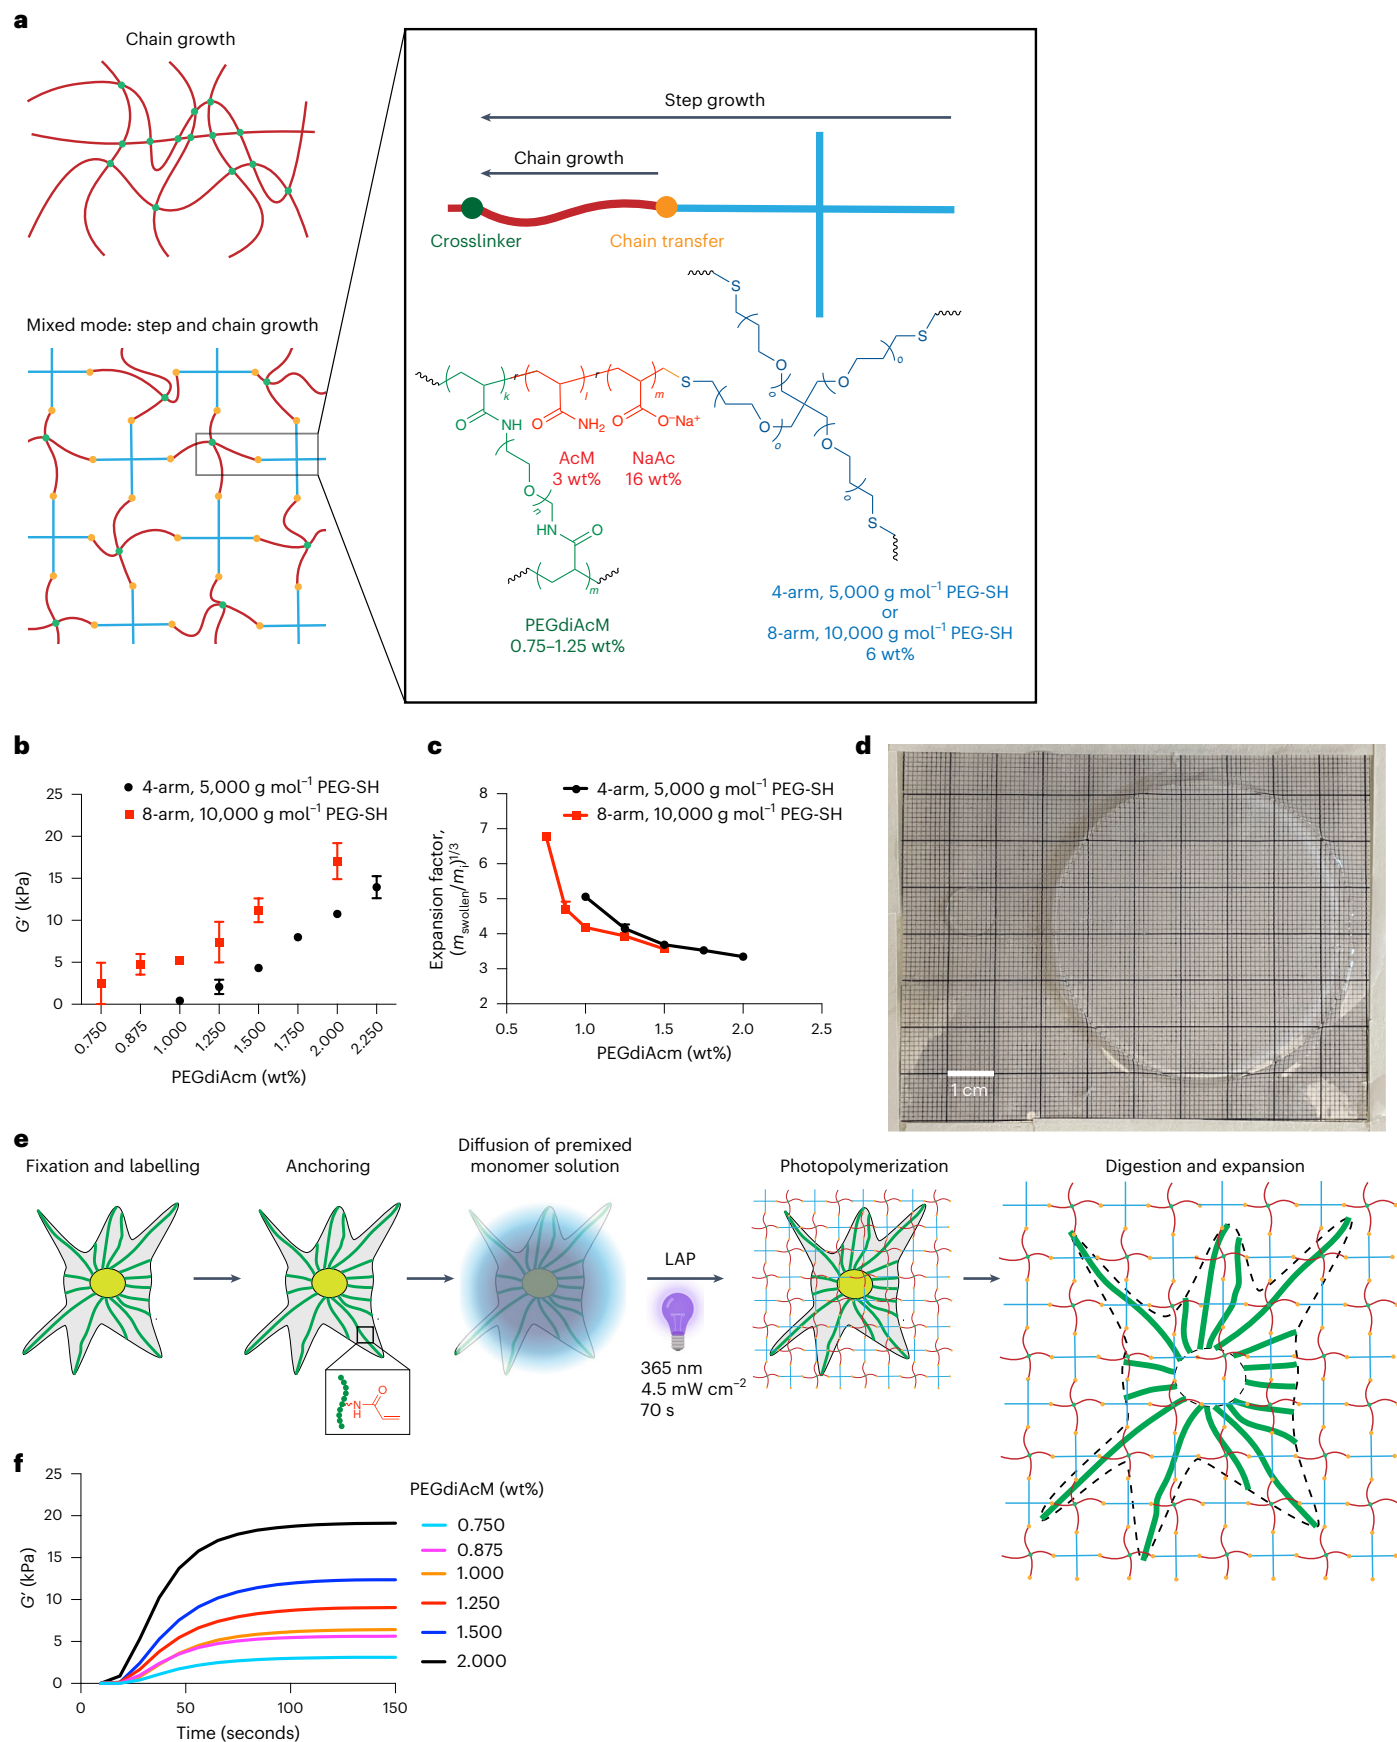 a
Chain growth
Mixed mode: step and chain growth
Step growth
Chain growth
Crosslinker
Chain transfer
S
S
O
O
O
O
S
S
o
o
o
o
r
r
k
l
m
O
NH
O
NH₂
O
O⁻Na⁺
AcM
3 wt%
NaAc
16 wt%
O
n
HN
O
m
PEGdiAcM
0.75–1.25 wt%
4-arm, 5,000 g mol⁻¹ PEG-SH
or
8-arm, 10,000 g mol⁻¹ PEG-SH
6 wt%
b
4-arm, 5,000 g mol⁻¹ PEG-SH
8-arm, 10,000 g mol⁻¹ PEG-SH
G′ (kPa)
25
20
15
10
5
0
0.750
0.875
1.000
1.250
1.500
1.750
2.000
2.250
PEGdiAcm (wt%)
c
4-arm, 5,000 g mol⁻¹ PEG-SH
8-arm, 10,000 g mol⁻¹ PEG-SH
Expansion factor,
(m_swollen/m_i)^1/3
8
7
6
5
4
3
2
0.5
1.0
1.5
2.0
2.5
PEGdiAcm (wt%)
d
1 cm
e
Fixation and labelling
Anchoring
Diffusion of premixed
monomer solution
Photopolymerization
Digestion and expansion
N
H
O
LAP
365 nm
4.5 mW cm⁻²
70 s
f
G′ (kPa)
25
20
15
10
5
0
0
50
100
150
Time (seconds)
PEGdiAcM (wt%)
0.750
0.875
1.000
1.250
1.500
2.000